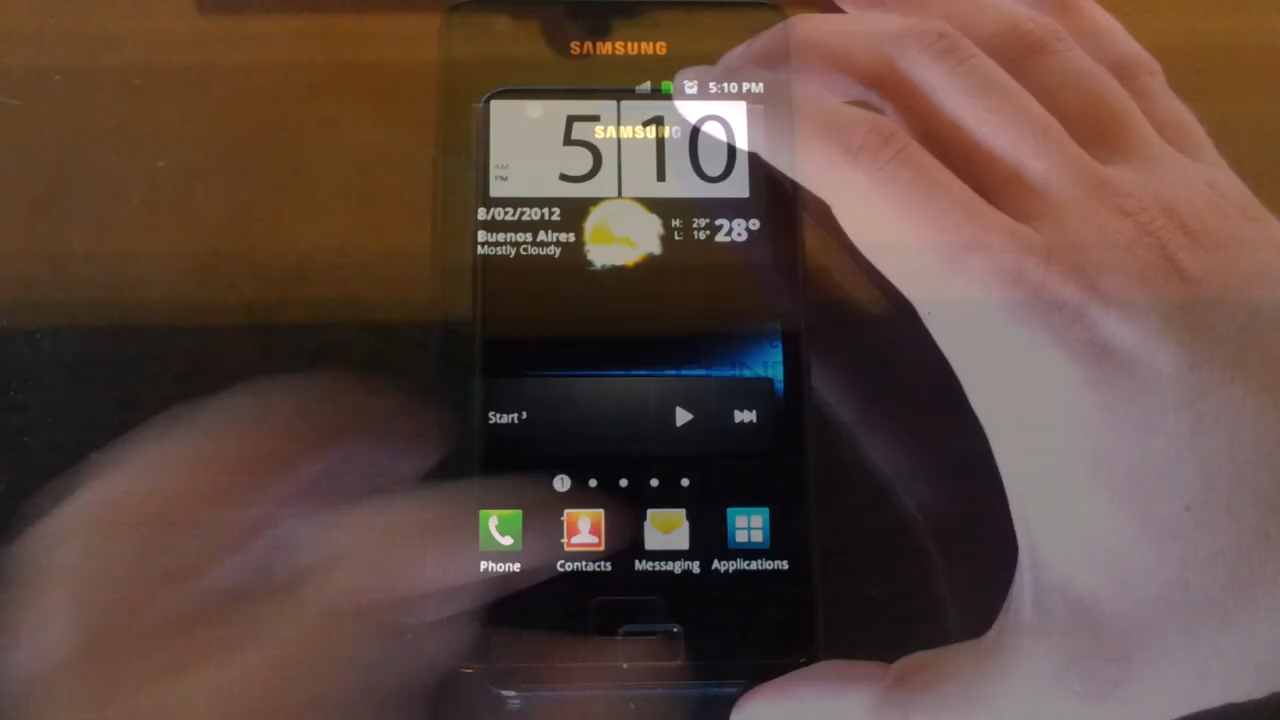 SAMSUNG
5:10 PM
SAMSUNG
AM
PM
5 10
8/02/2012
Buenos Aires
Mostly Cloudy
H: 29°
L: 16°
28°
Start ³
1
Phone
Contacts
Messaging
Applications